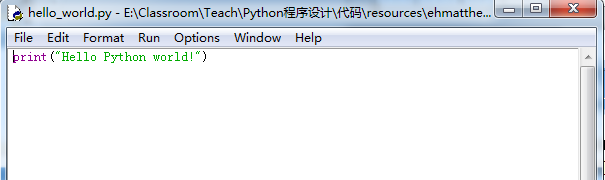 hello_world.py - E:\Classroom\Teach\Python程序设计\代码\resources\ehmatthe...
File Edit Format Run Options Window Help
print("Hello Python world!")